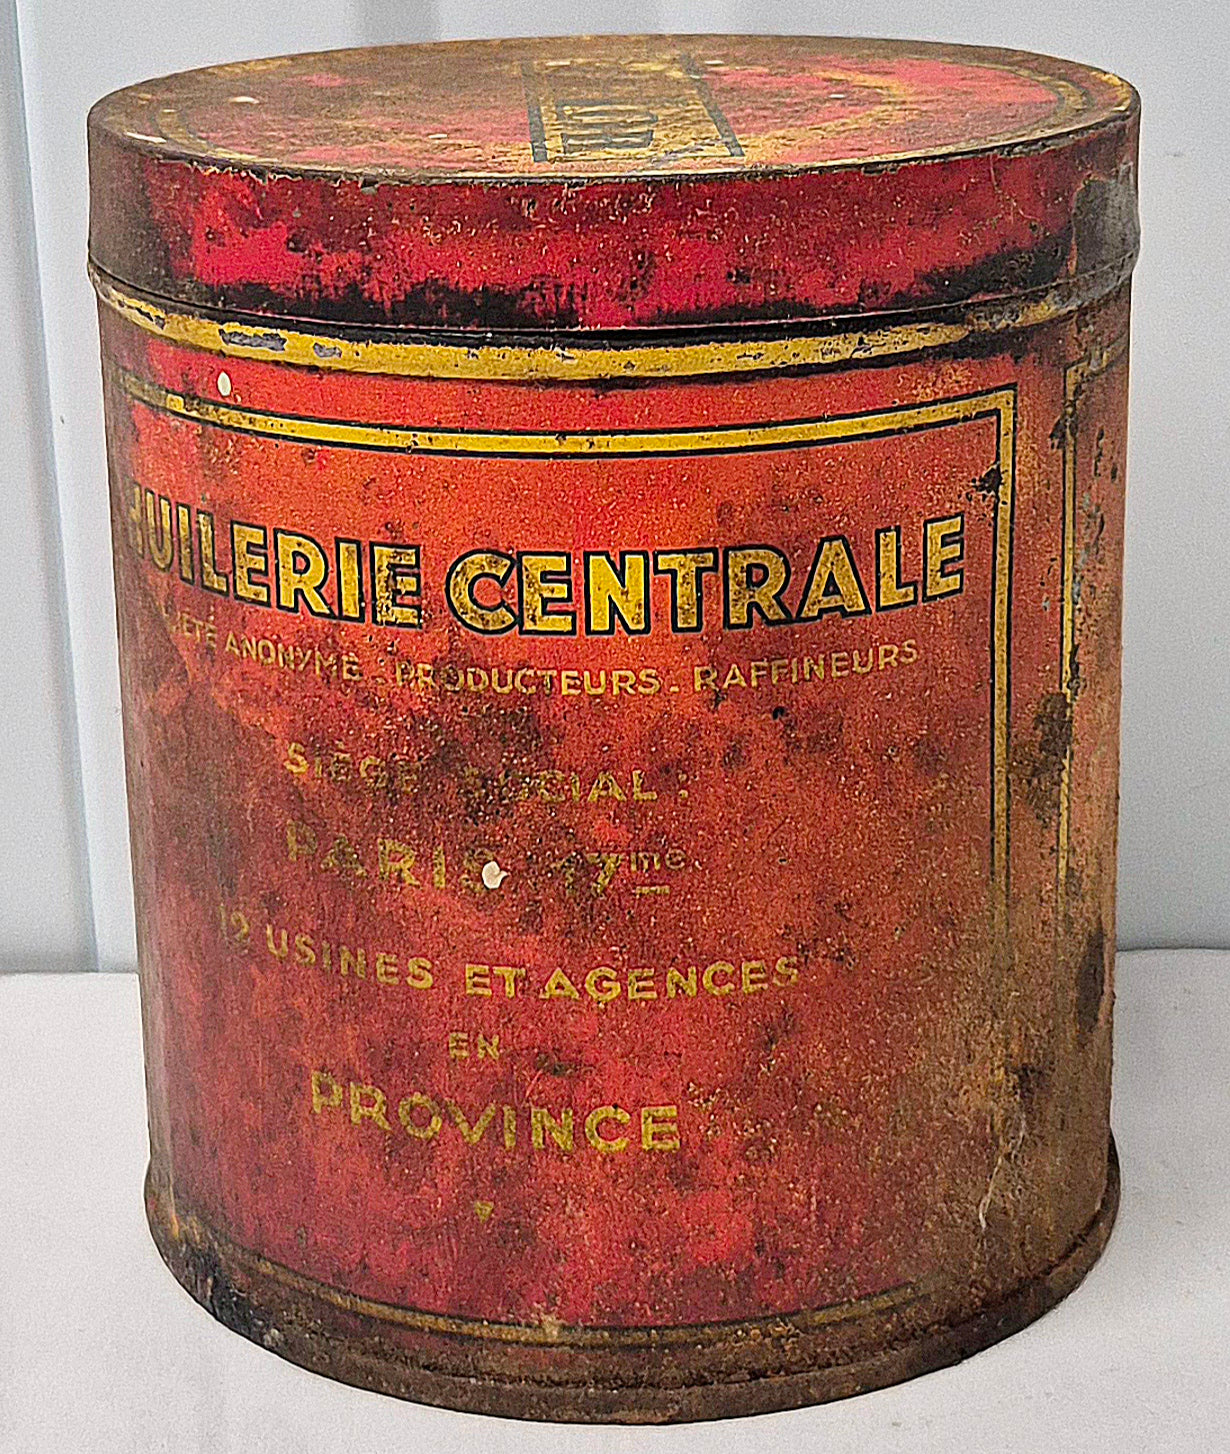 HUILERIE CENTRALE
ANONYME - PRODUCTEURS - RAFFINEURS
SIÈGE SOCIAL :
PARIS 17me
12 USINES ET AGENCES
EN
PROVINCE